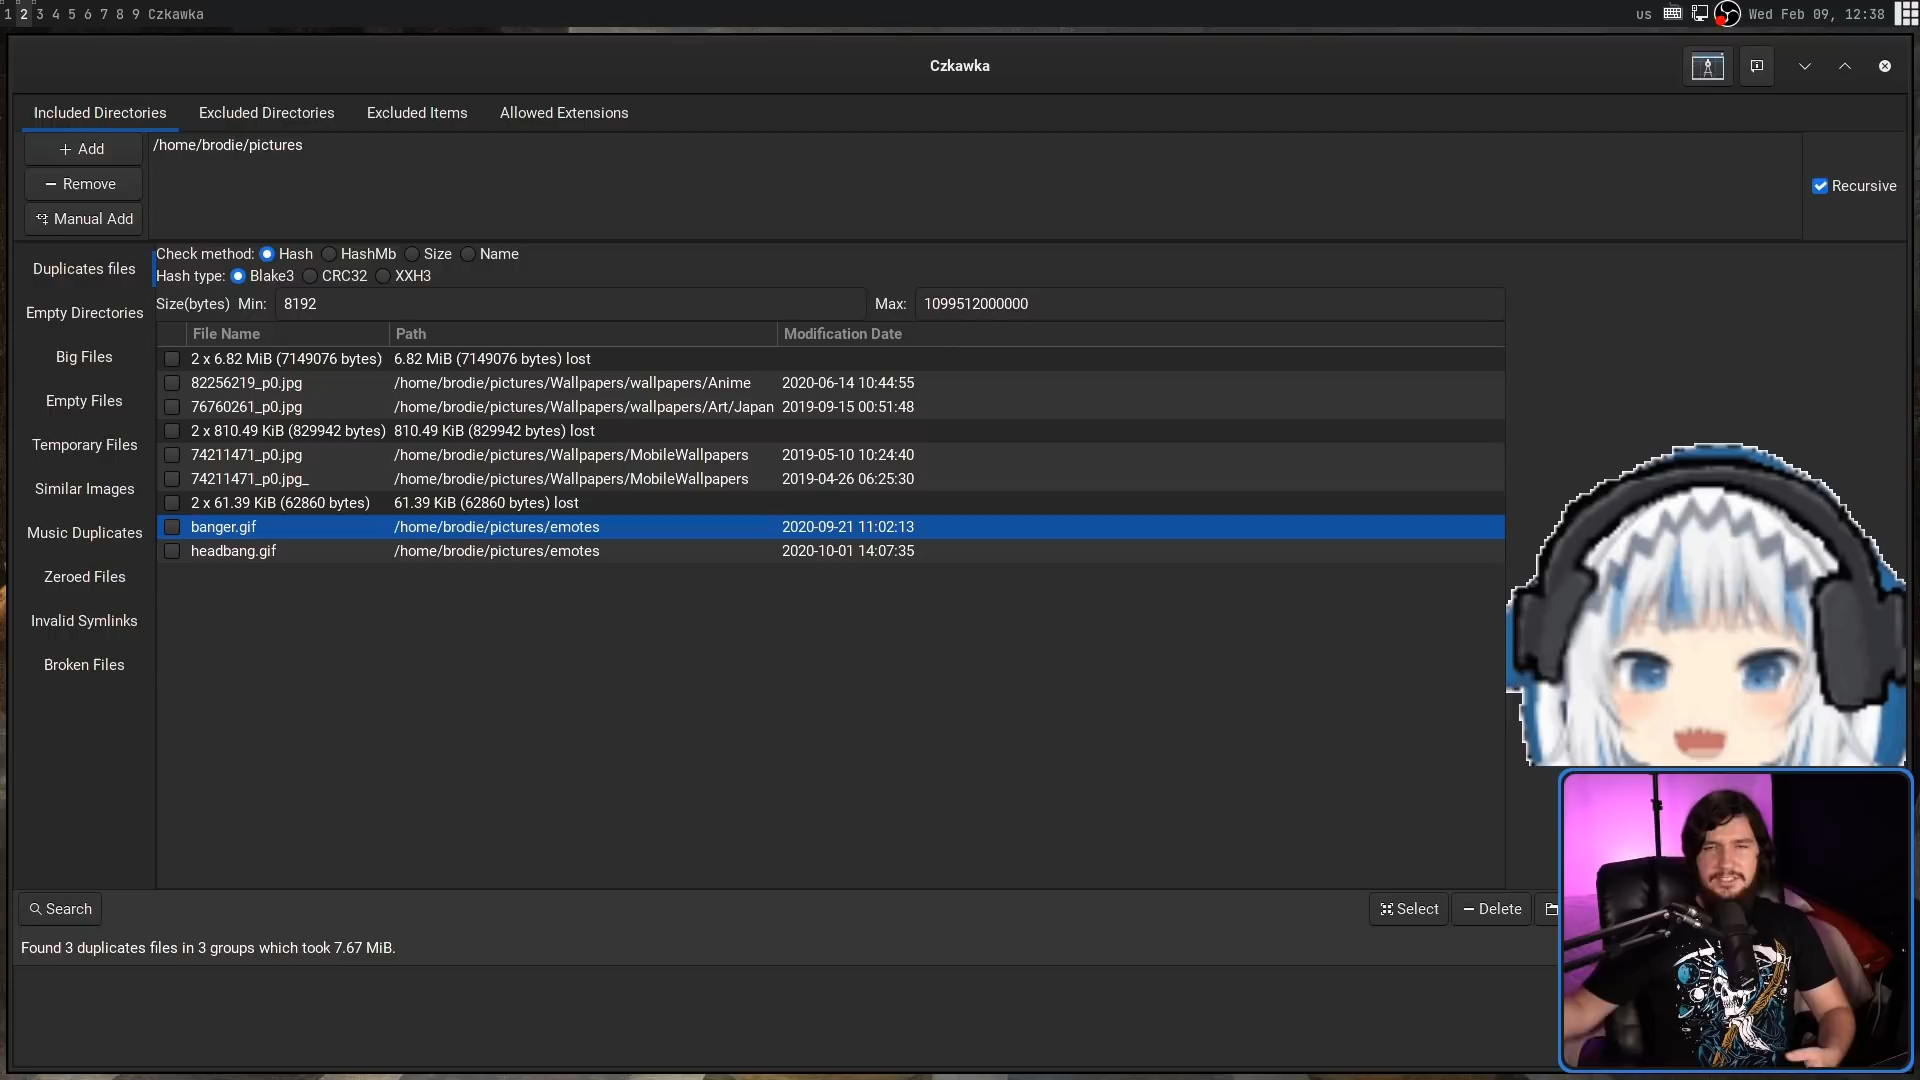 1 2 3 4 5 6 7 8 9 Czkawka
us
Wed Feb 09, 12:38
Czkawka
Included Directories
Excluded Directories
Excluded Items
Allowed Extensions
Add
Remove
Manual Add
/home/brodie/pictures
Recursive
Duplicates files
Empty Directories
Big Files
Empty Files
Temporary Files
Similar Images
Music Duplicates
Zeroed Files
Invalid Symlinks
Broken Files
Check method: Hash HashMb Size Name
Hash type: Blake3 CRC32 XXH3
Size(bytes) Min: 8192 Max: 1099512000000
File Name Path Modification Date
2 x 6.82 MiB (7149076 bytes) 6.82 MiB (7149076 bytes) lost
82256219_p0.jpg /home/brodie/pictures/Wallpapers/wallpapers/Anime 2020-06-14 10:44:55
76760261_p0.jpg /home/brodie/pictures/Wallpapers/wallpapers/Art/Japan 2019-09-15 00:51:48
2 x 810.49 KiB (829942 bytes) 810.49 KiB (829942 bytes) lost
74211471_p0.jpg /home/brodie/pictures/Wallpapers/MobileWallpapers 2019-05-10 10:24:40
74211471_p0.jpg_ /home/brodie/pictures/Wallpapers/MobileWallpapers 2019-04-26 06:25:30
2 x 61.39 KiB (62860 bytes) 61.39 KiB (62860 bytes) lost
banger.gif /home/brodie/pictures/emotes 2020-09-21 11:02:13
headbang.gif /home/brodie/pictures/emotes 2020-10-01 14:07:35
Search
Select
Delete
Found 3 duplicates files in 3 groups which took 7.67 MiB.